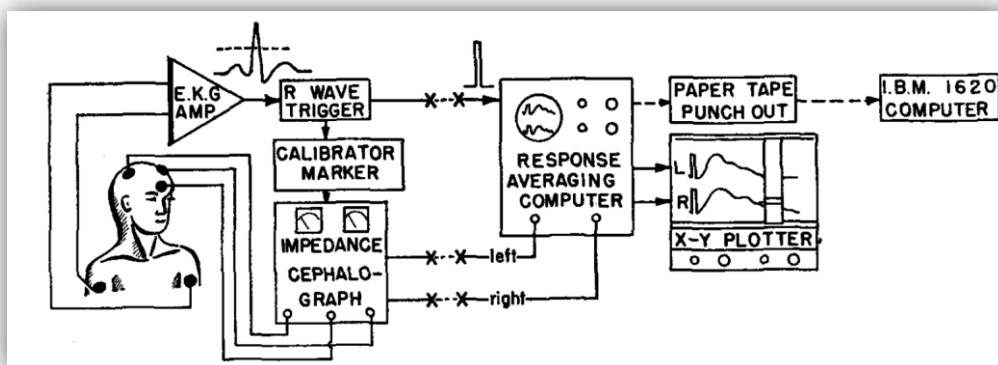 E.K.G
AMP
R WAVE
TRIGGER
CALIBRATOR
MARKER
IMPEDANCE
CEPHALO-
GRAPH
X---X
X---X
left
X---X
right
RESPONSE
AVERAGING
COMPUTER
PAPER TAPE
PUNCH OUT
I.B.M. 1620
COMPUTER
L
R
X-Y PLOTTER